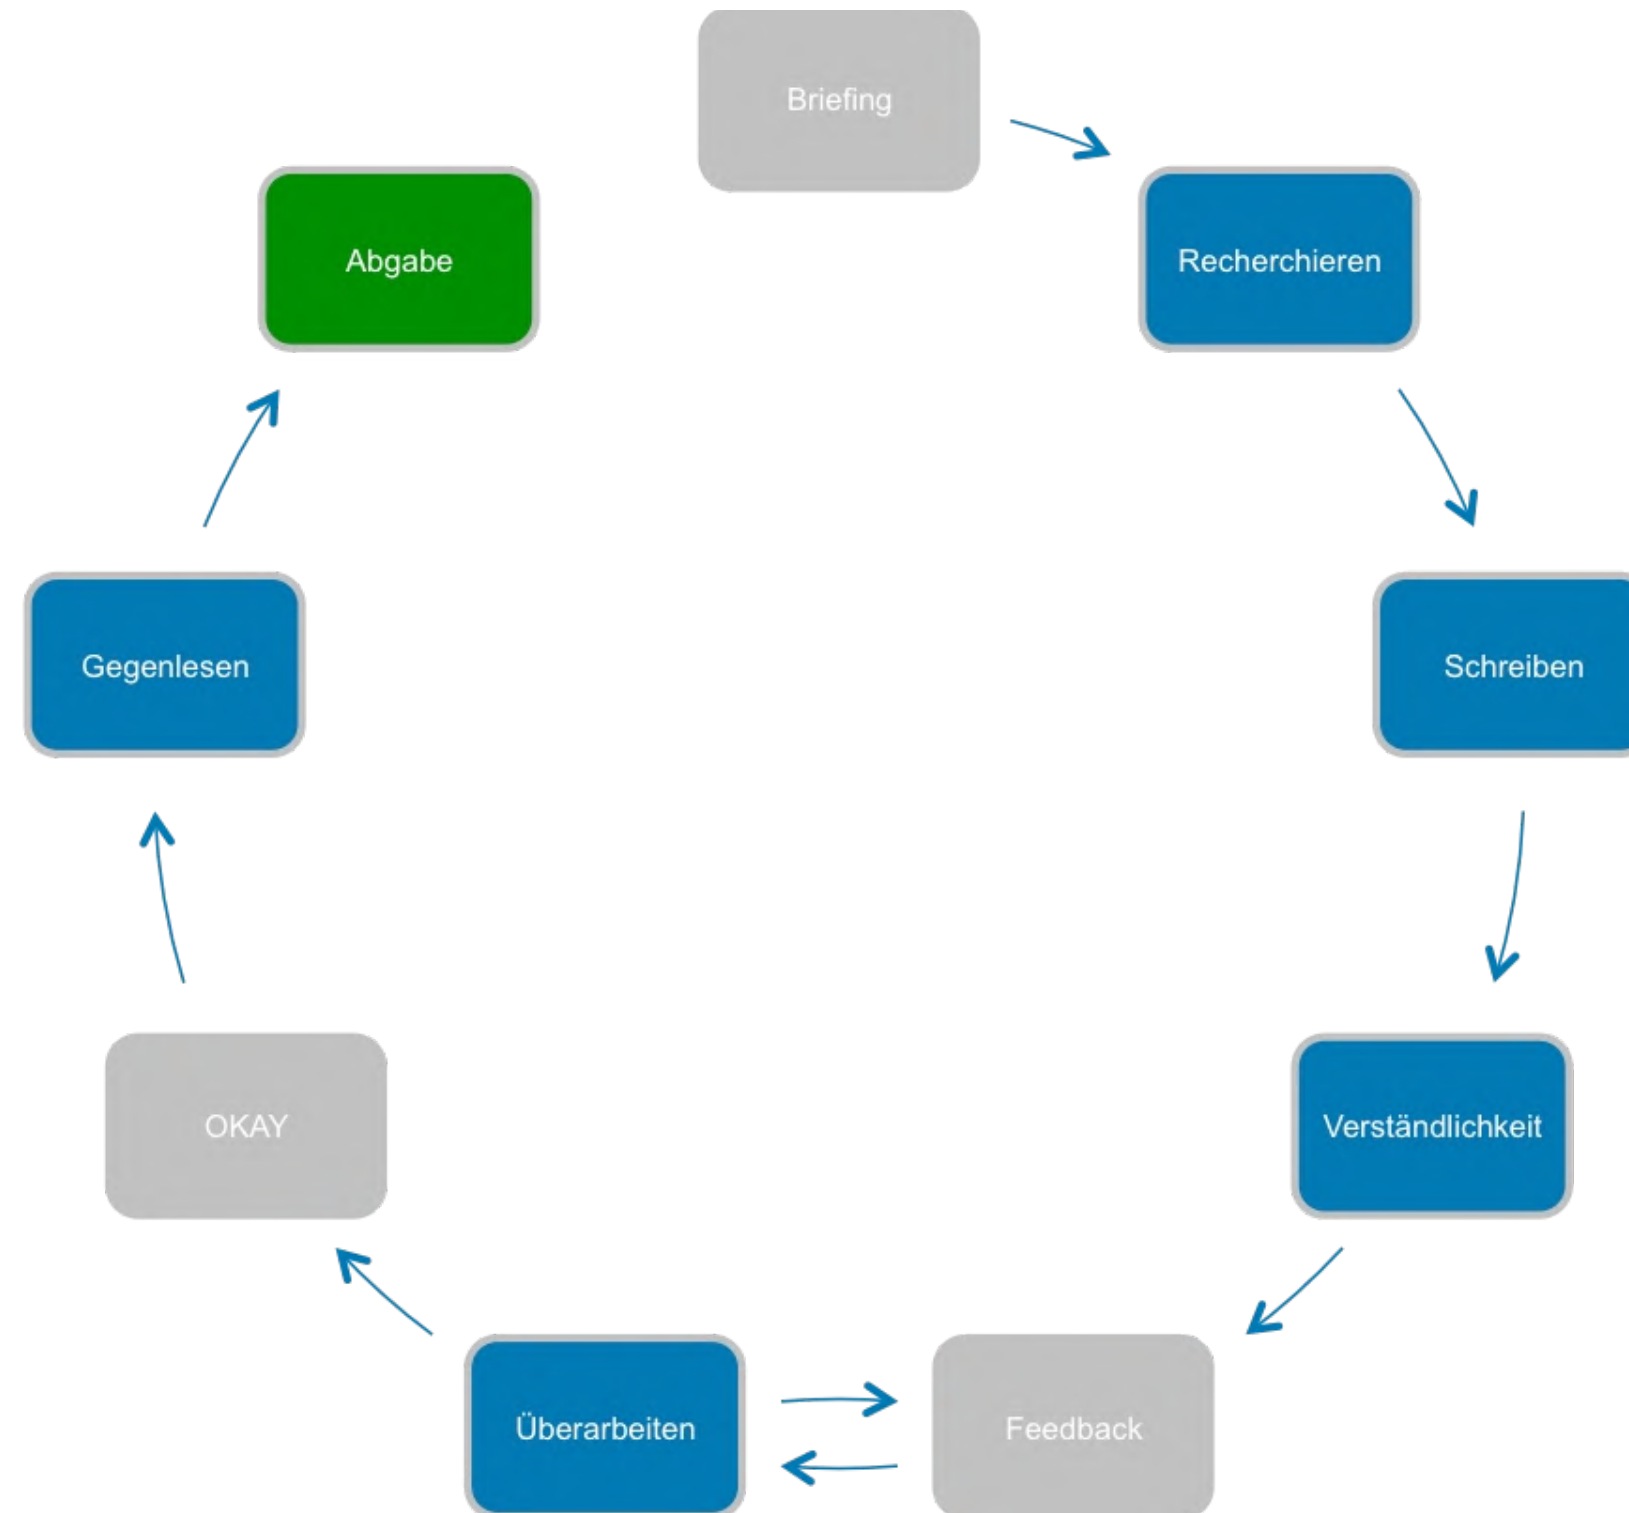 Briefing
Recherchieren
Schreiben
Verständlichkeit
Feedback
Überarbeiten
OKAY
Gegenlesen
Abgabe